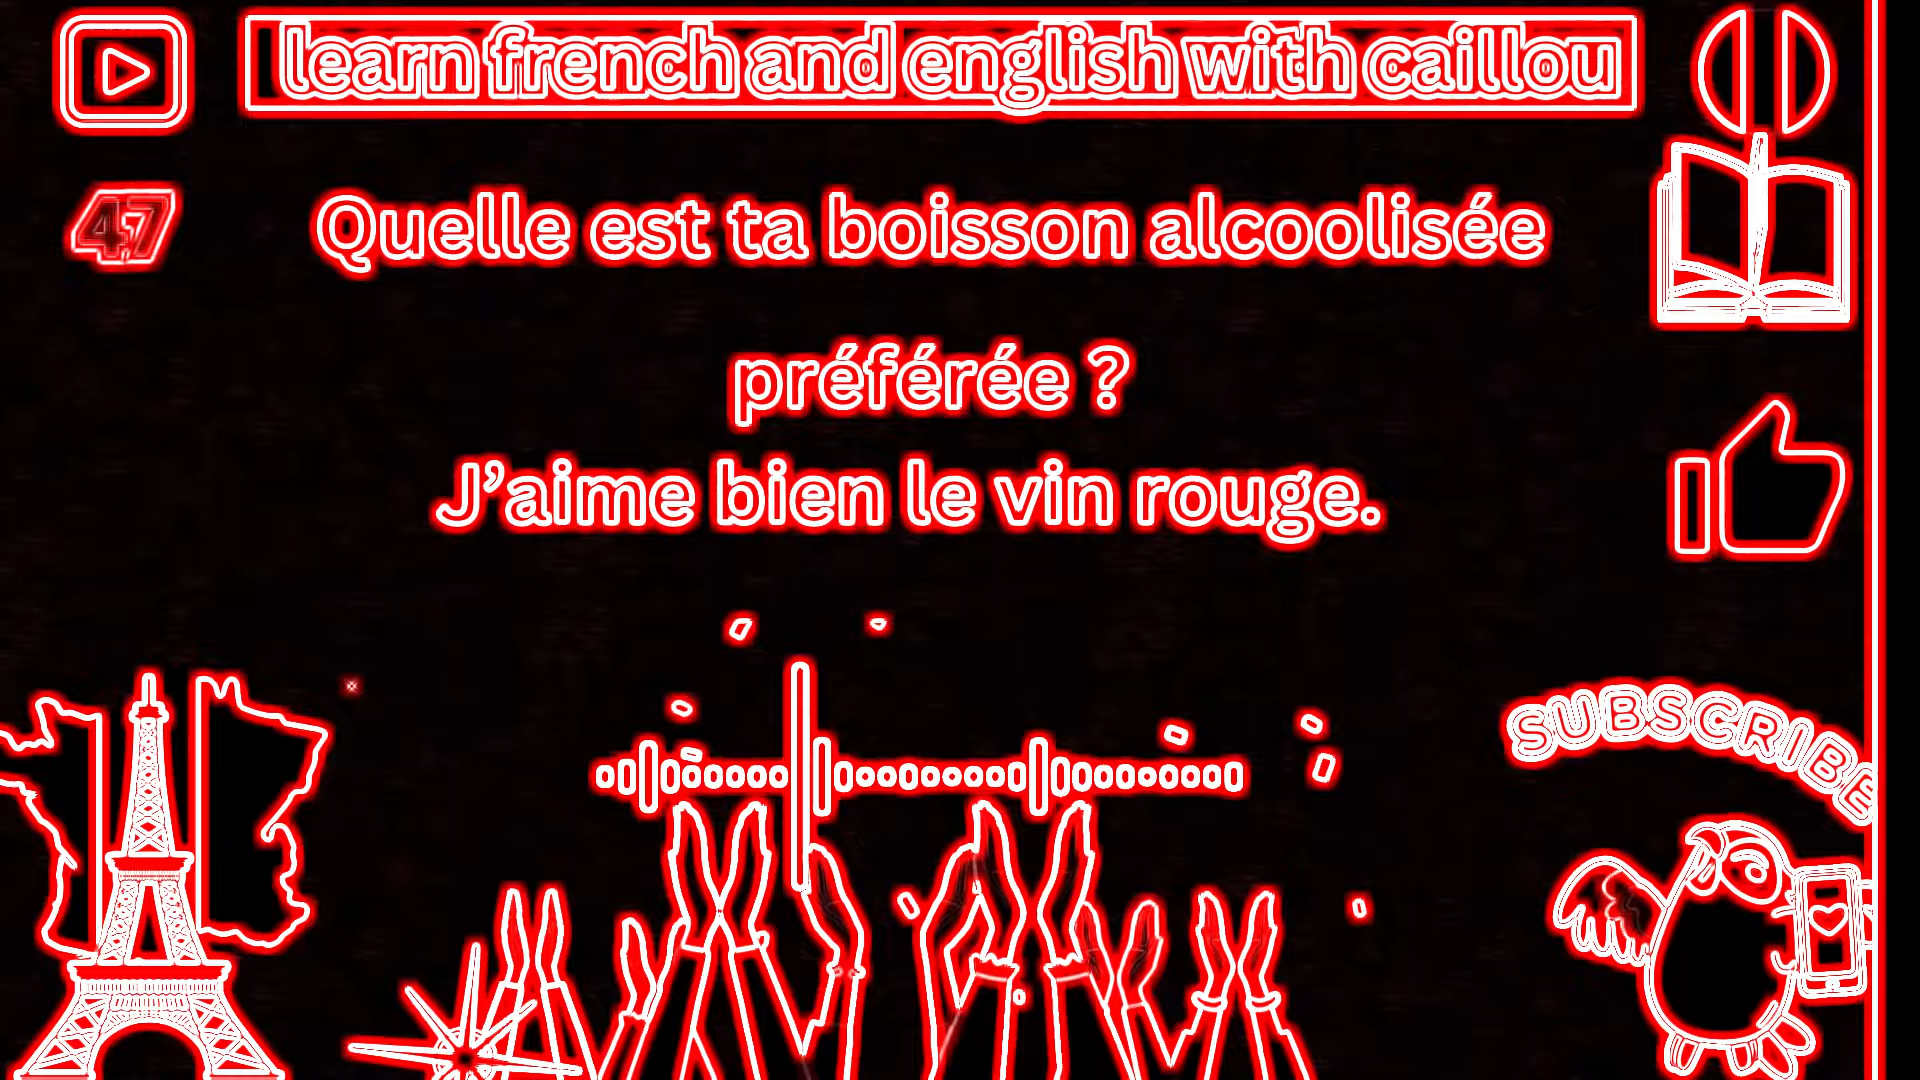 learn french and english with caillou
47
Quelle est ta boisson alcoolisée
préférée ?
J'aime bien le vin rouge.
SUBSCRIBE